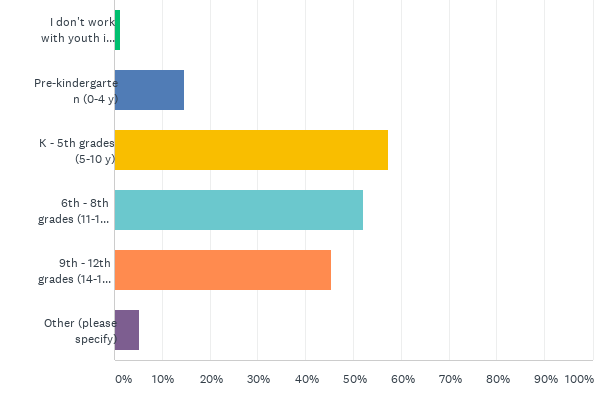 I don't work
with youth i...
Pre-kindergarte
n (0-4 y)
K - 5th grades
(5-10 y)
6th - 8th
grades (11-1...
9th - 12th
grades (14-1...
Other (please
specify)
0% 10% 20% 30% 40% 50% 60% 70% 80% 90% 100%